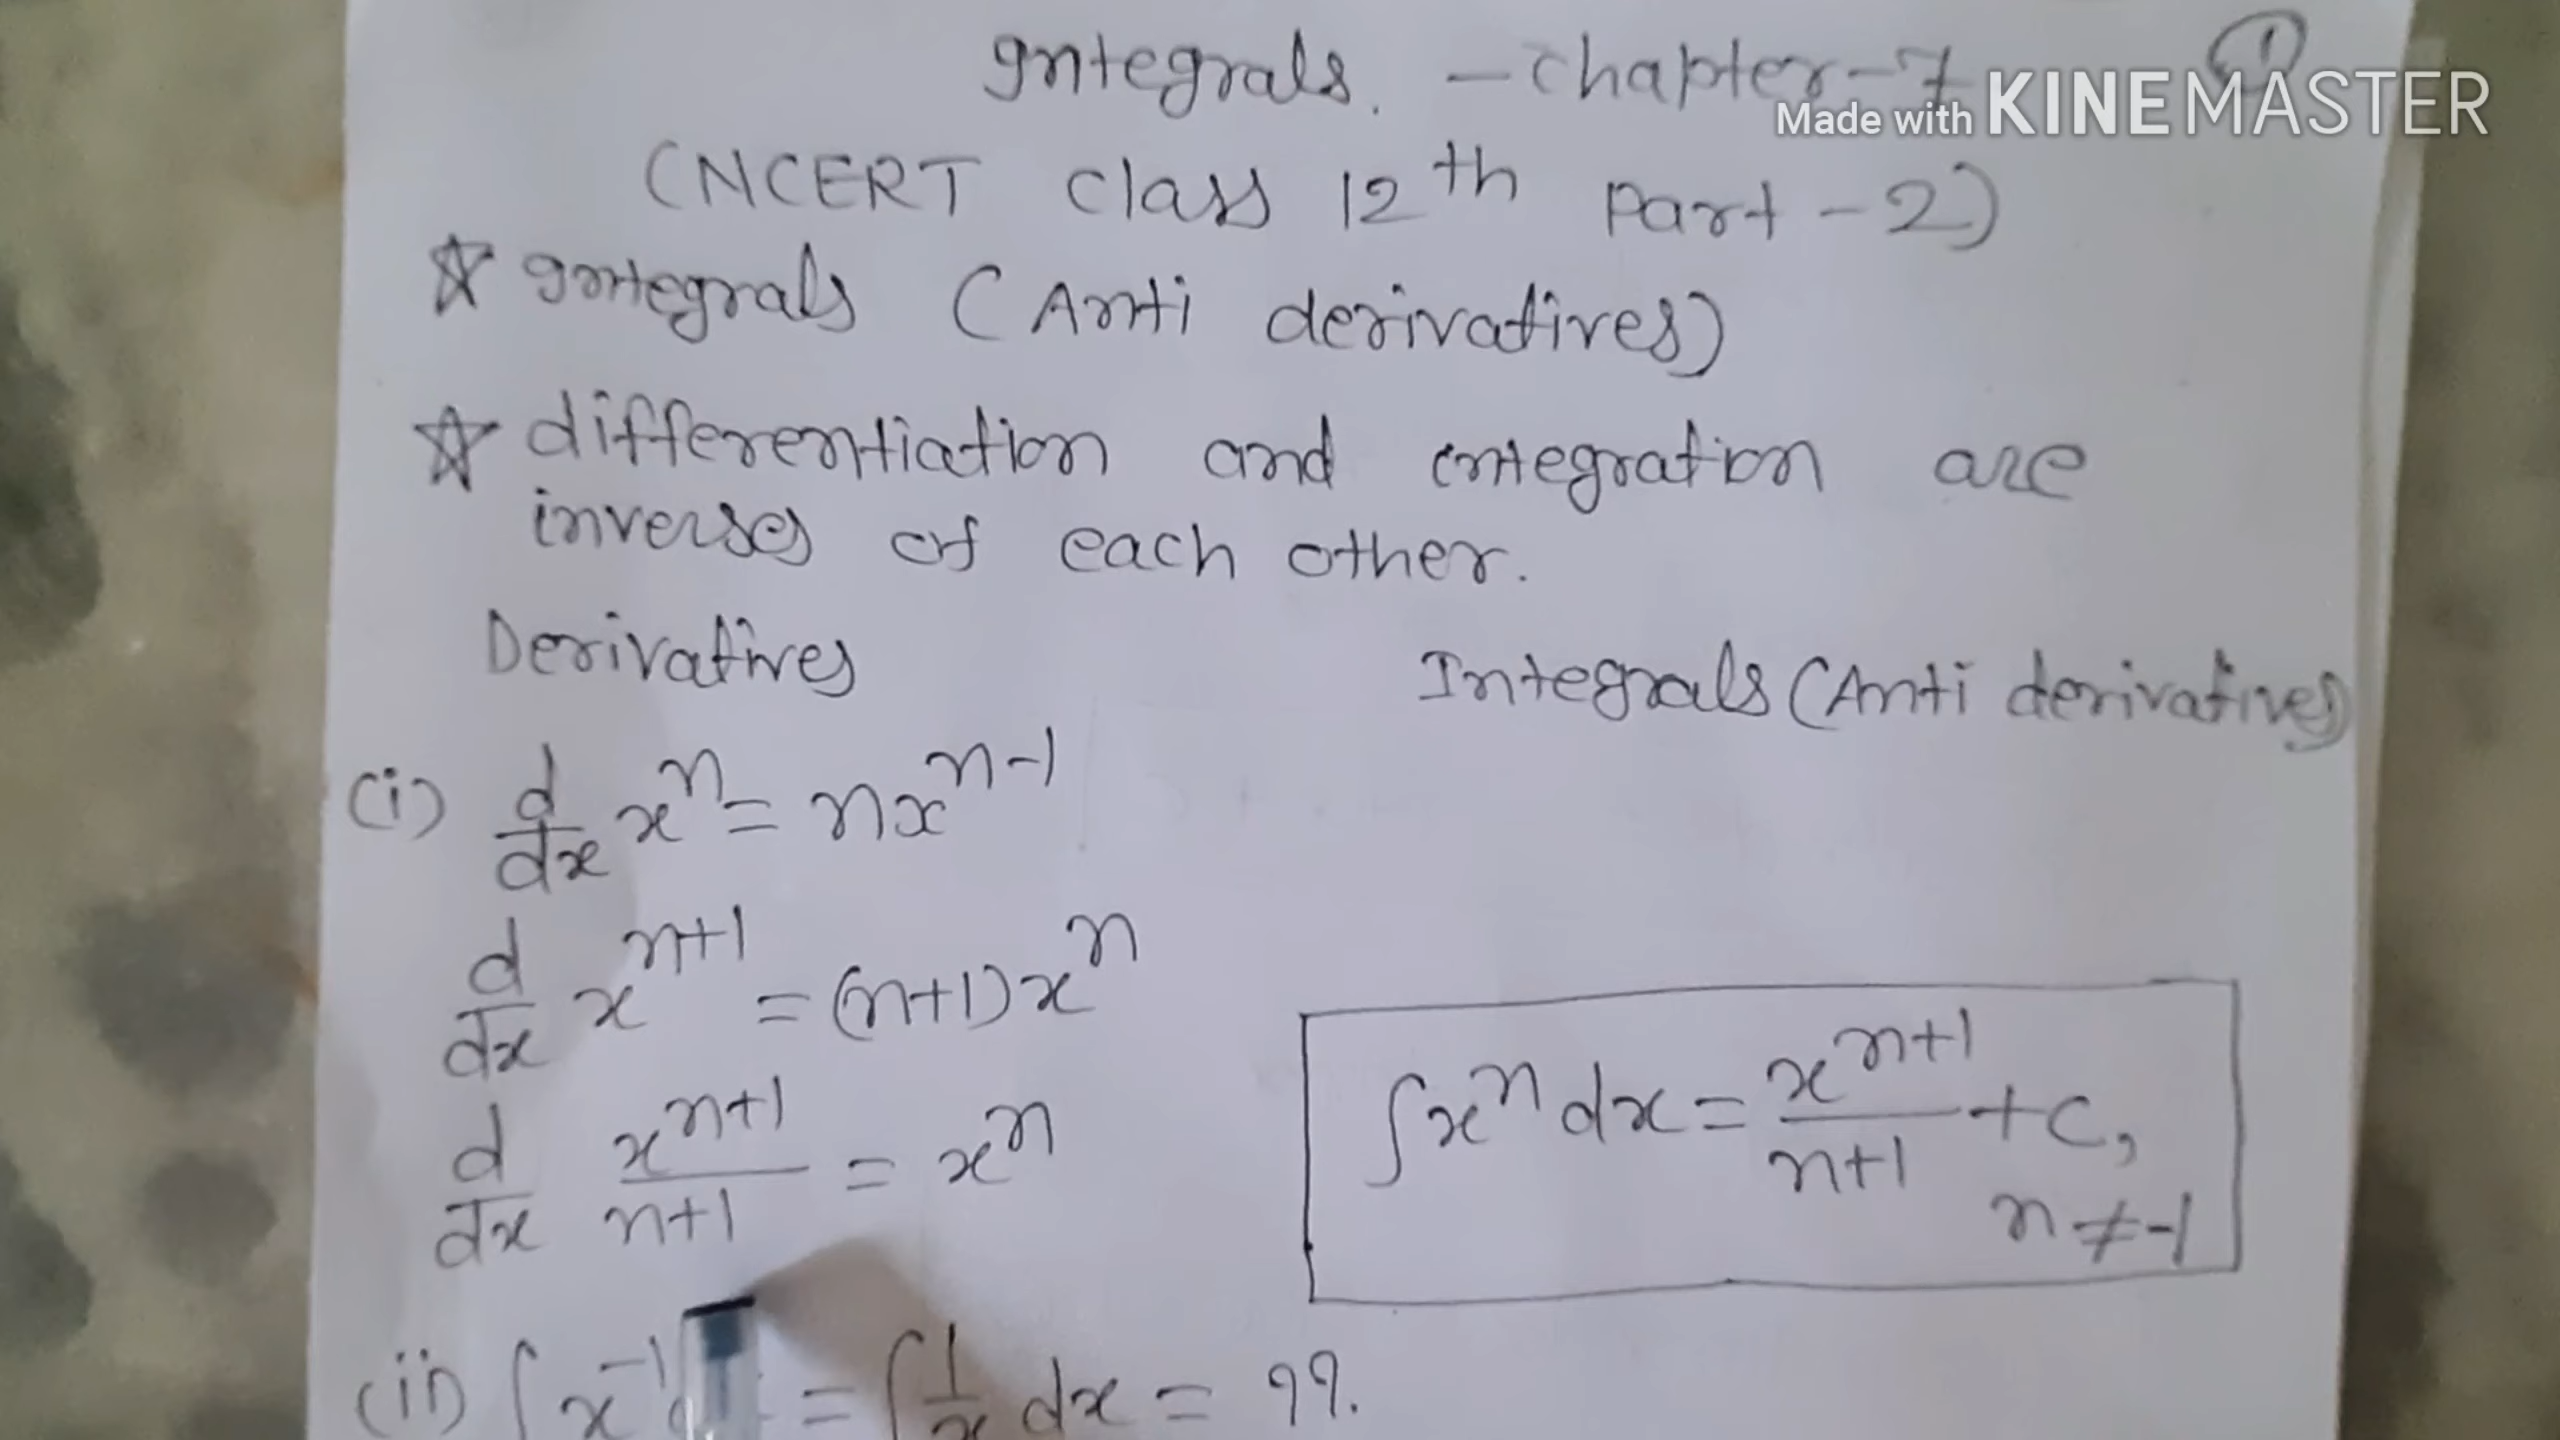 Integrals. - chapter-7 1
Made with KINEMASTER
(NCERT class 12th Part-2)
☆ Integrals (Anti derivatives)
☆ differentiation and integration are
inverses of each other.
Derivatives Integrals (Anti derivatives)
(i) d/dx x^n = nx^(n-1)
d/dx x^(n+1) = (n+1)x^n
d/dx x^(n+1)/(n+1) = x^n
∫x^n dx = x^(n+1)/(n+1) + c,
n ≠ -1
(ii) ∫x^-1 = ∫1/x dx = ??.